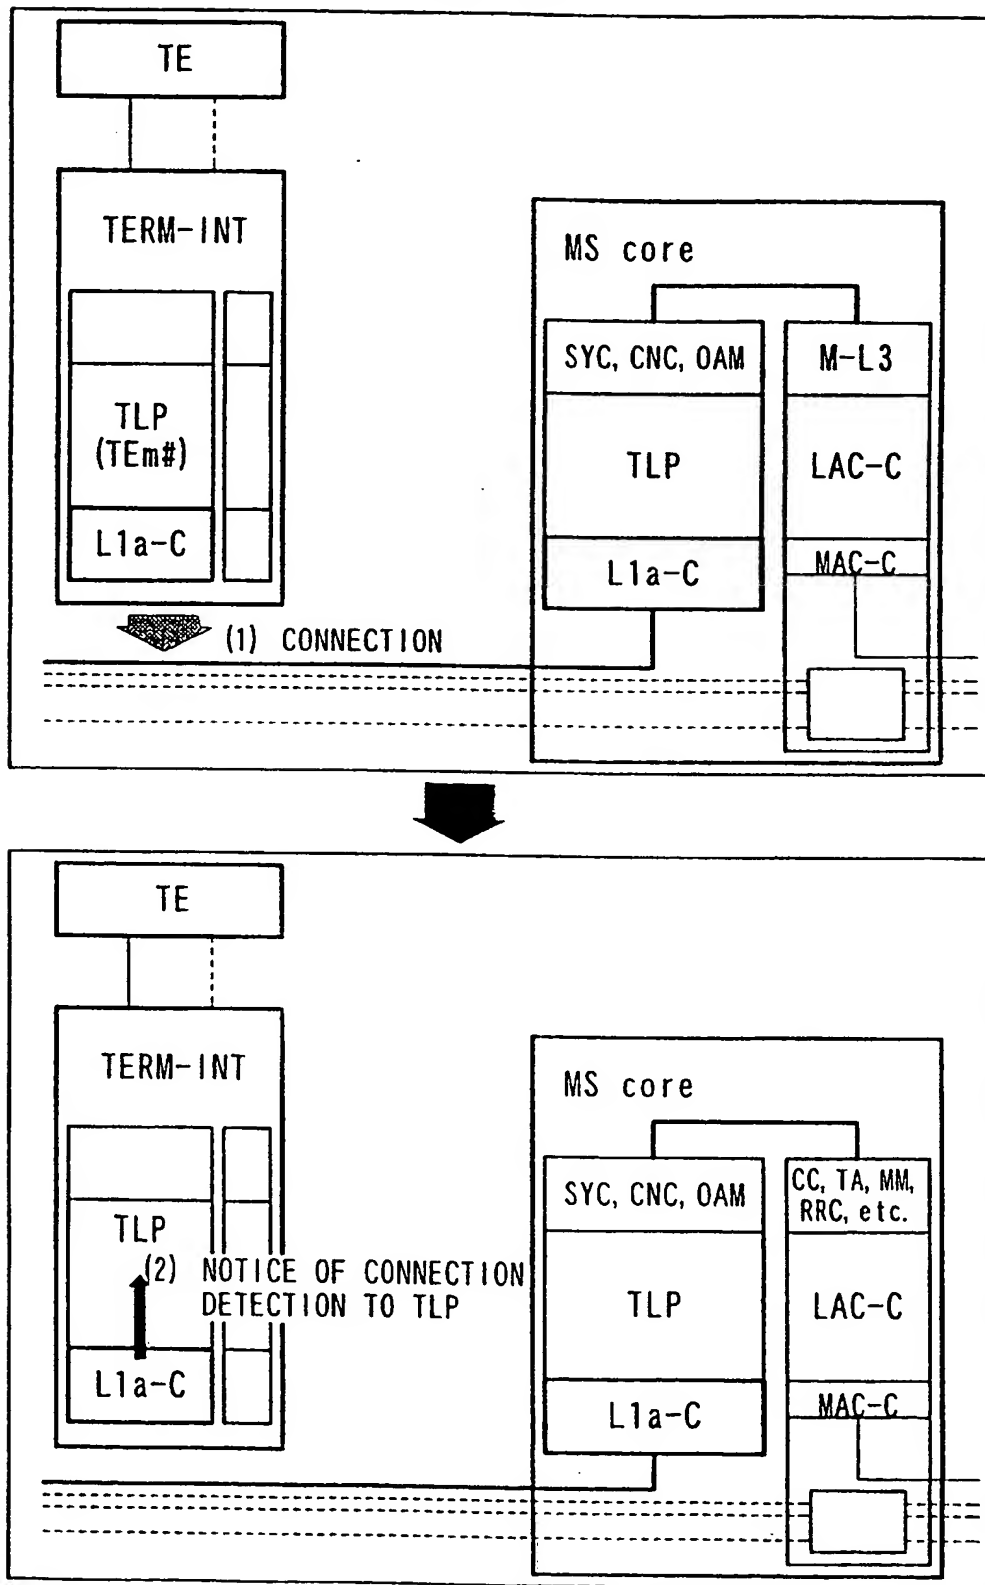 TE
TERM-INT
TLP
(TEm#)
L1a-C
(1) CONNECTION
MS core
SYC, CNC, OAM
TLP
L1a-C
M-L3
LAC-C
MAC-C
TE
TERM-INT
TLP
(2) NOTICE OF CONNECTION
DETECTION TO TLP
L1a-C
MS core
SYC, CNC, OAM
TLP
L1a-C
CC, TA, MM,
RRC, etc.
LAC-C
MAC-C